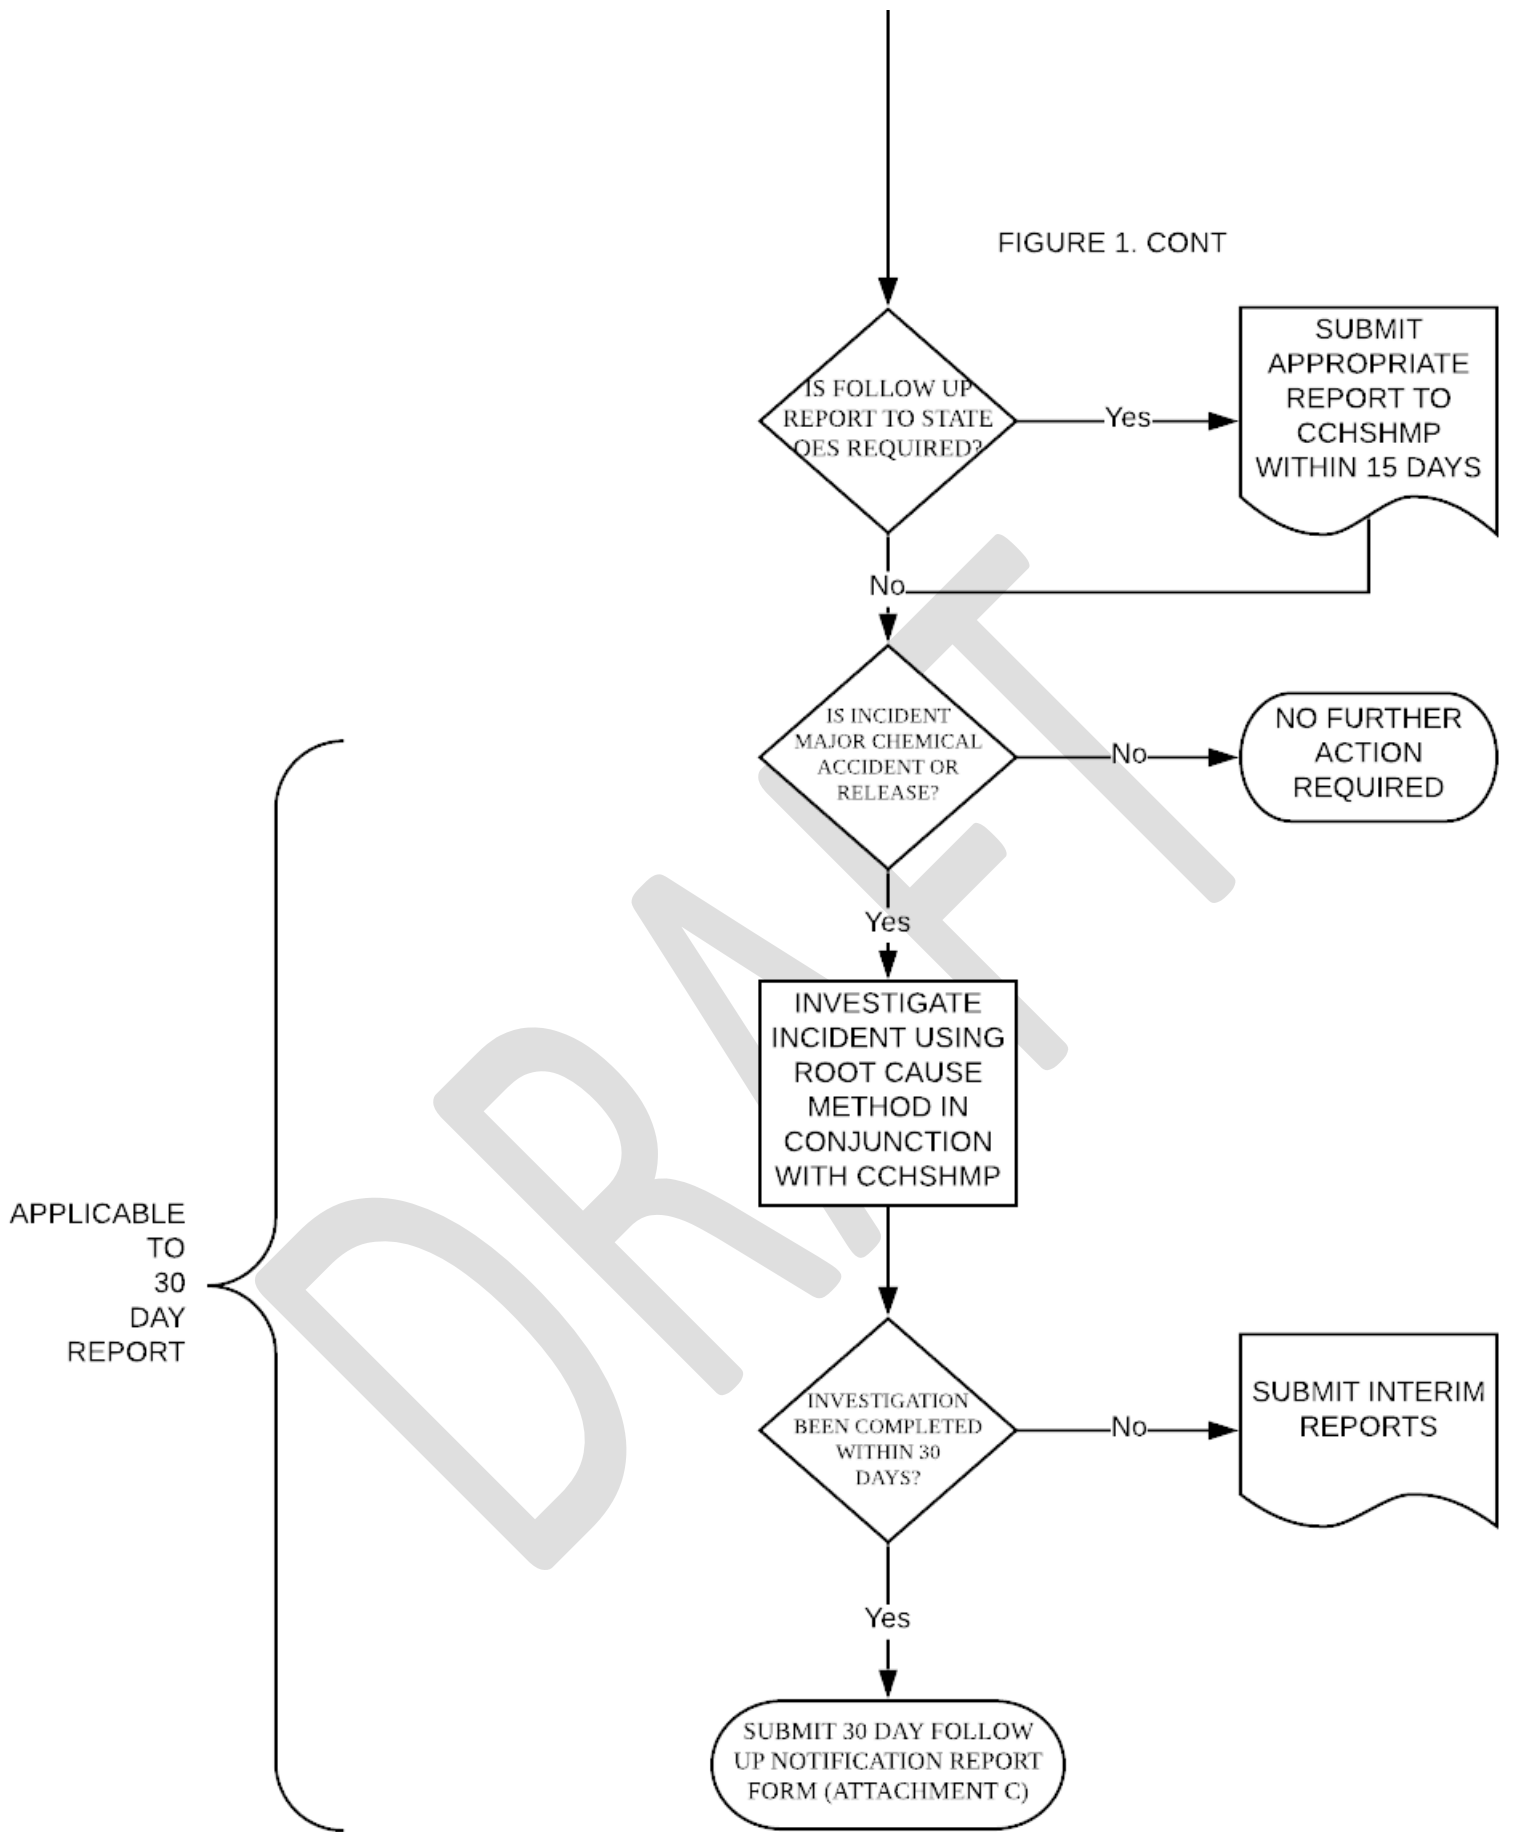 FIGURE 1. CONT
IS FOLLOW UP
REPORT TO STATE
OES REQUIRED?
Yes
SUBMIT
APPROPRIATE
REPORT TO
CCHSHMP
WITHIN 15 DAYS
No
IS INCIDENT
MAJOR CHEMICAL
ACCIDENT OR
RELEASE?
No
NO FURTHER
ACTION
REQUIRED
Yes
INVESTIGATE
INCIDENT USING
ROOT CAUSE
METHOD IN
CONJUNCTION
WITH CCHSHMP
APPLICABLE
TO
30
DAY
REPORT
INVESTIGATION
BEEN COMPLETED
WITHIN 30
DAYS?
No
SUBMIT INTERIM
REPORTS
Yes
SUBMIT 30 DAY FOLLOW
UP NOTIFICATION REPORT
FORM (ATTACHMENT C)
DRAFT